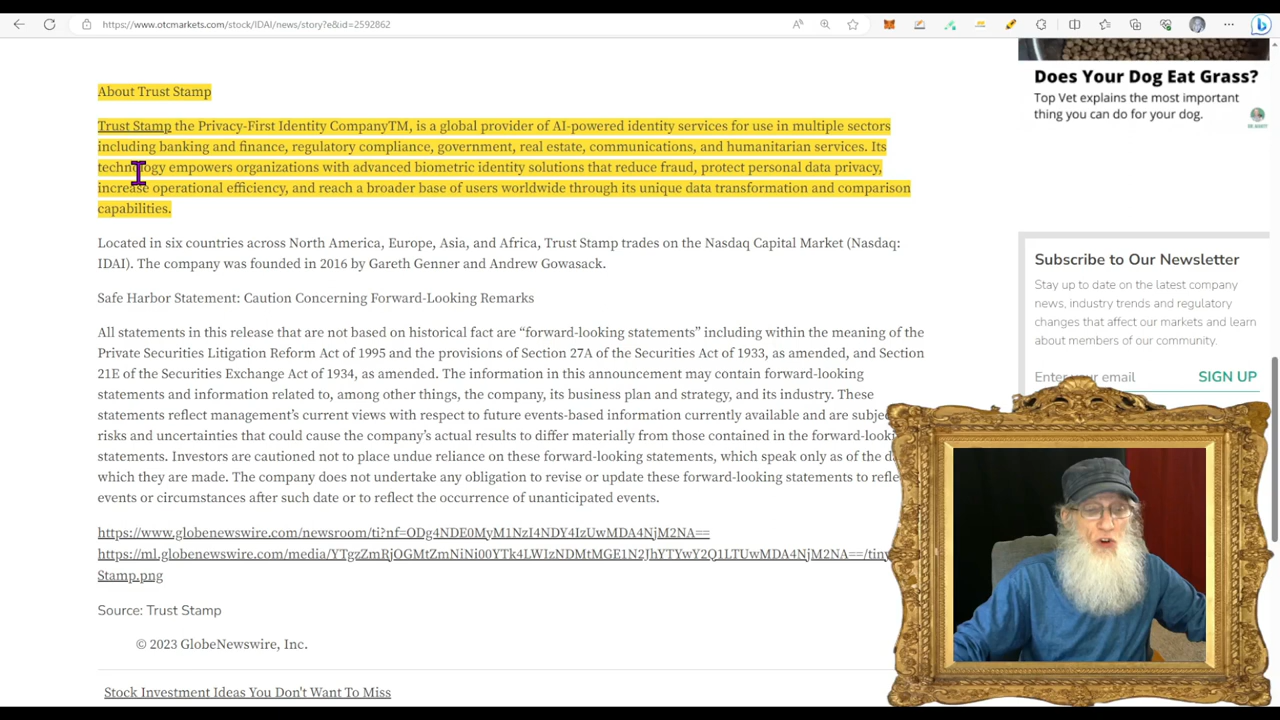 https://www.otcmarkets.com/stock/IDAI/news/story?e&id=2592862
About Trust Stamp
Trust Stamp the Privacy-First Identity CompanyTM, is a global provider of AI-powered identity services for use in multiple sectors
including banking and finance, regulatory compliance, government, real estate, communications, and humanitarian services. Its
technology empowers organizations with advanced biometric identity solutions that reduce fraud, protect personal data privacy,
increase operational efficiency, and reach a broader base of users worldwide through its unique data transformation and comparison
capabilities.
Located in six countries across North America, Europe, Asia, and Africa, Trust Stamp trades on the Nasdaq Capital Market (Nasdaq:
IDAI). The company was founded in 2016 by Gareth Genner and Andrew Gowasack.
Safe Harbor Statement: Caution Concerning Forward-Looking Remarks
All statements in this release that are not based on historical fact are “forward-looking statements” including within the meaning of the
Private Securities Litigation Reform Act of 1995 and the provisions of Section 27A of the Securities Act of 1933, as amended, and Section
21E of the Securities Exchange Act of 1934, as amended. The information in this announcement may contain forward-looking
statements and information related to, among other things, the company, its business plan and strategy, and its industry. These
statements reflect management’s current views with respect to future events-based information currently available and are
risks and uncertainties that could cause the company’s actual results to differ materially from those contained in the
statements. Investors are cautioned not to place undue reliance on these forward-looking statements, which speak only as of the
which they are made. The company does not undertake any obligation to revise or update these forward-looking statements to
events or circumstances after such date or to reflect the occurrence of unanticipated events.
https://www.globenewswire.com/newsroom/ti?nf=ODg4NDE0MyM1NzI4NDY4IzUwMDA4NjM2NA==
https://ml.globenewswire.com/media/YTgzZmRjOGMtZmNiNi00YTk4LWIzNDMtMGE1N2JhYTYwY2Q1LTUwMDA4NjM2NA==/tiny
Stamp.png
Source: Trust Stamp
© 2023 GlobeNewswire, Inc.
Stock Investment Ideas You Don't Want To Miss
Does Your Dog Eat Grass?
Top Vet explains the most important
thing you can do for your dog.
Subscribe to Our Newsletter
Stay up to date on the latest company
news, industry trends and regulatory
changes that affect our markets and learn
about members of our community.
Enter your email SIGN UP